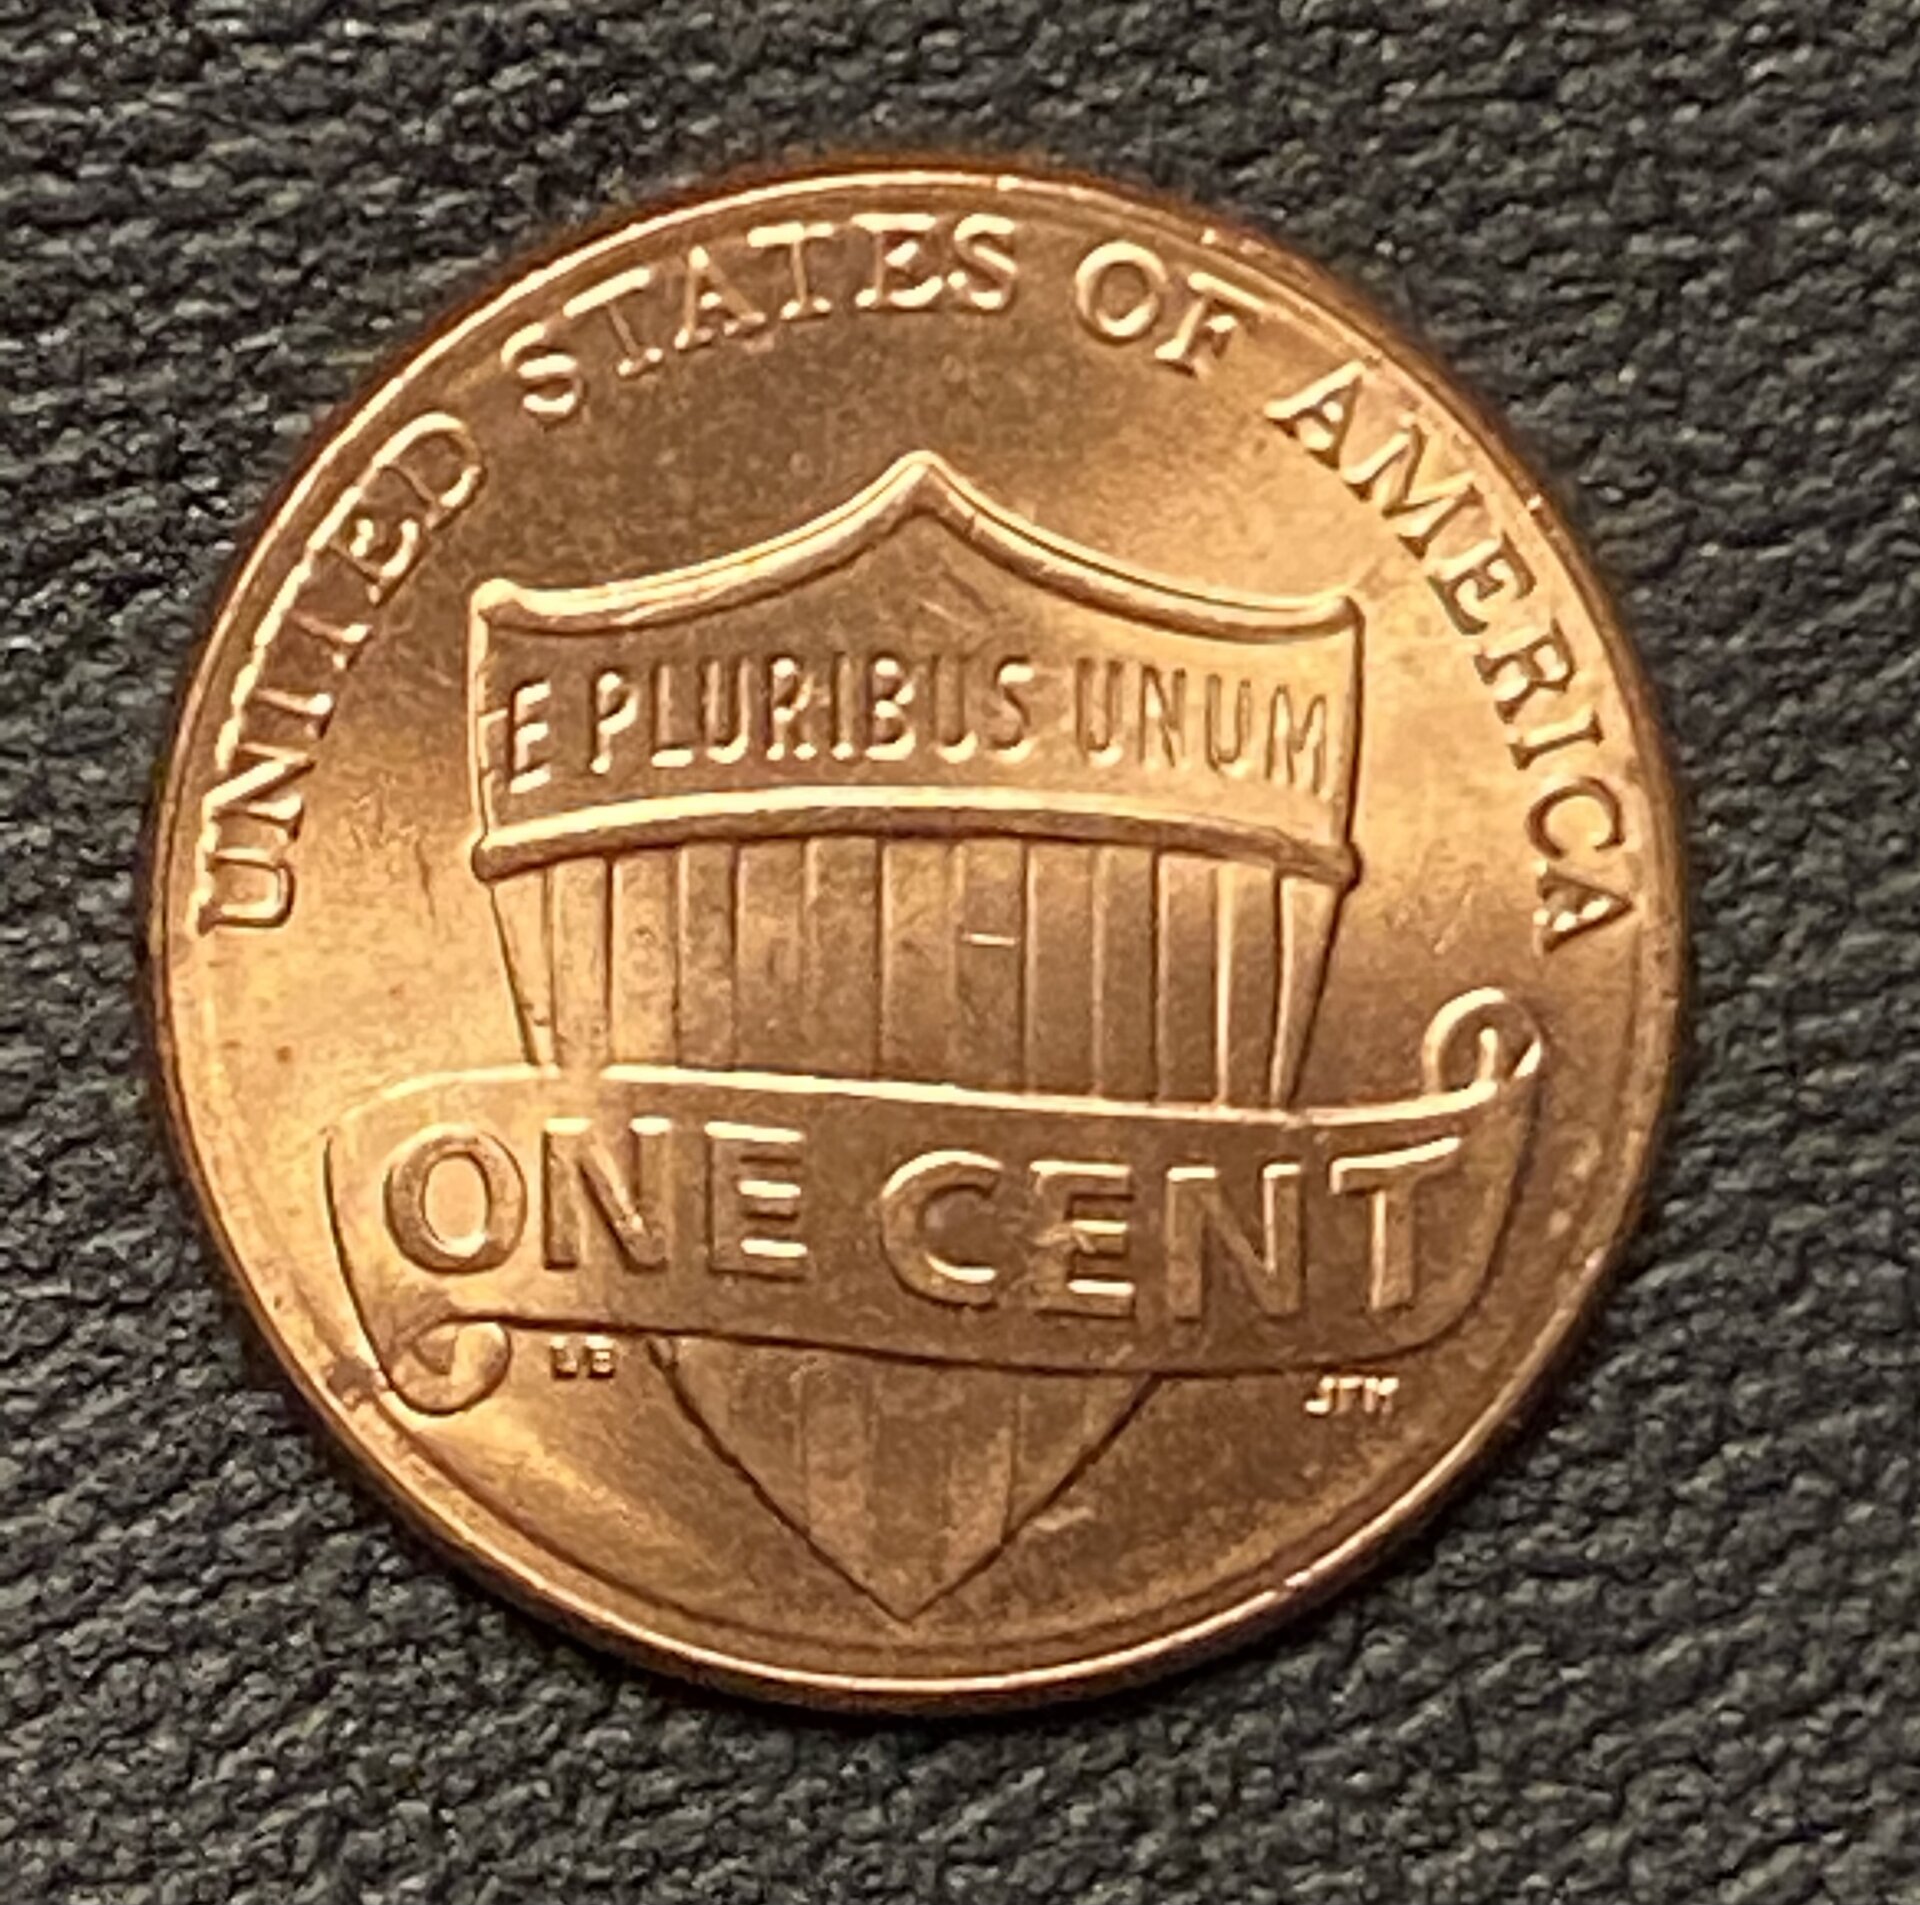 UNITED STATES OF AMERICA
E PLURIBUS UNUM
ONE CENT
LB
JFM